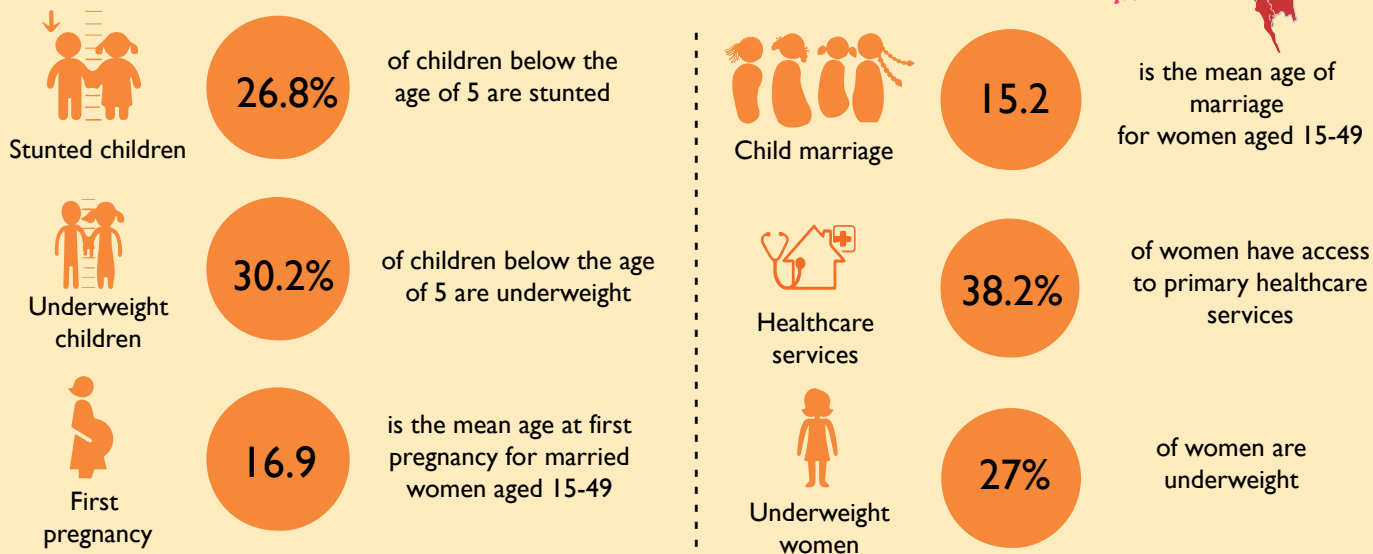 26.8%
of children below the
age of 5 are stunted
Stunted children
30.2%
of children below the age
of 5 are underweight
Underweight
children
16.9
is the mean age at first
pregnancy for married
women aged 15-49
First
pregnancy
15.2
is the mean age of
marriage
for women aged 15-49
Child marriage
38.2%
of women have access
to primary healthcare
services
Healthcare
services
27%
of women are
underweight
Underweight
women